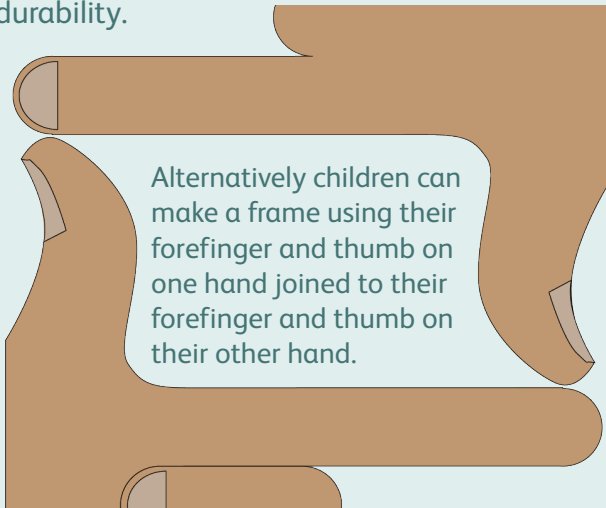 durability.
Alternatively children can
make a frame using their
forefinger and thumb on
one hand joined to their
forefinger and thumb on
their other hand.